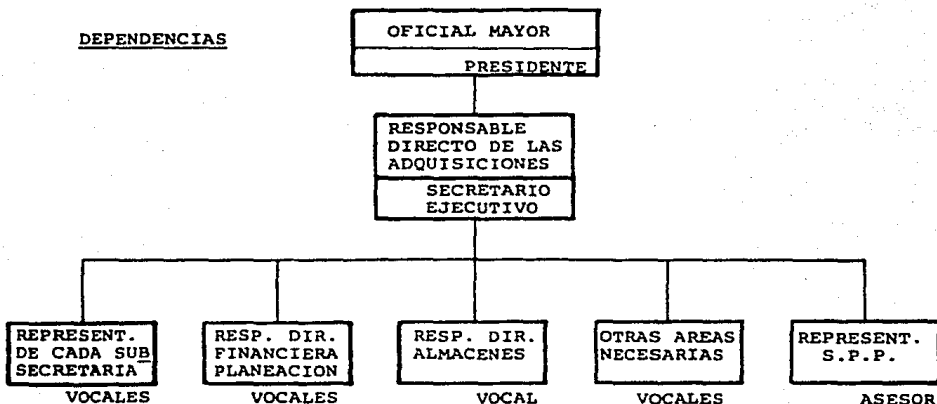 DEPENDENCIAS
OFICIAL MAYOR
PRESIDENTE
RESPONSABLE
DIRECTO DE LAS
ADQUISICIONES
SECRETARIO
EJECUTIVO
REPRESENT.
DE CADA SUB
SECRETARIA
VOCALES
RESP. DIR.
FINANCIERA
PLANEACION
VOCALES
RESP. DIR.
ALMACENES
VOCAL
OTRAS AREAS
NECESARIAS
VOCALES
REPRESENT.
S.P.P.
ASESOR